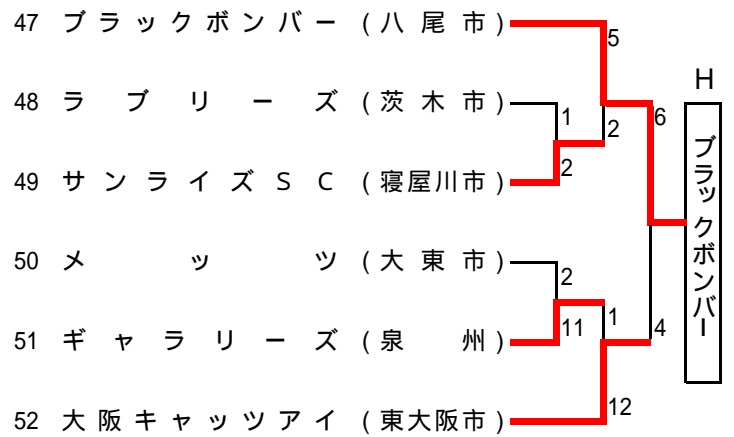 47 ブラックボンバー (八尾市)
5
H
48 ラブリーズ (茨木市)
1
2
6
49 サンライズSC (寝屋川市)
2
ブラックボンバー
50 メッツ (大東市)
2
51 ギャラリーズ (泉州)
11
1
4
52 大阪キャッツアイ (東大阪市)
12